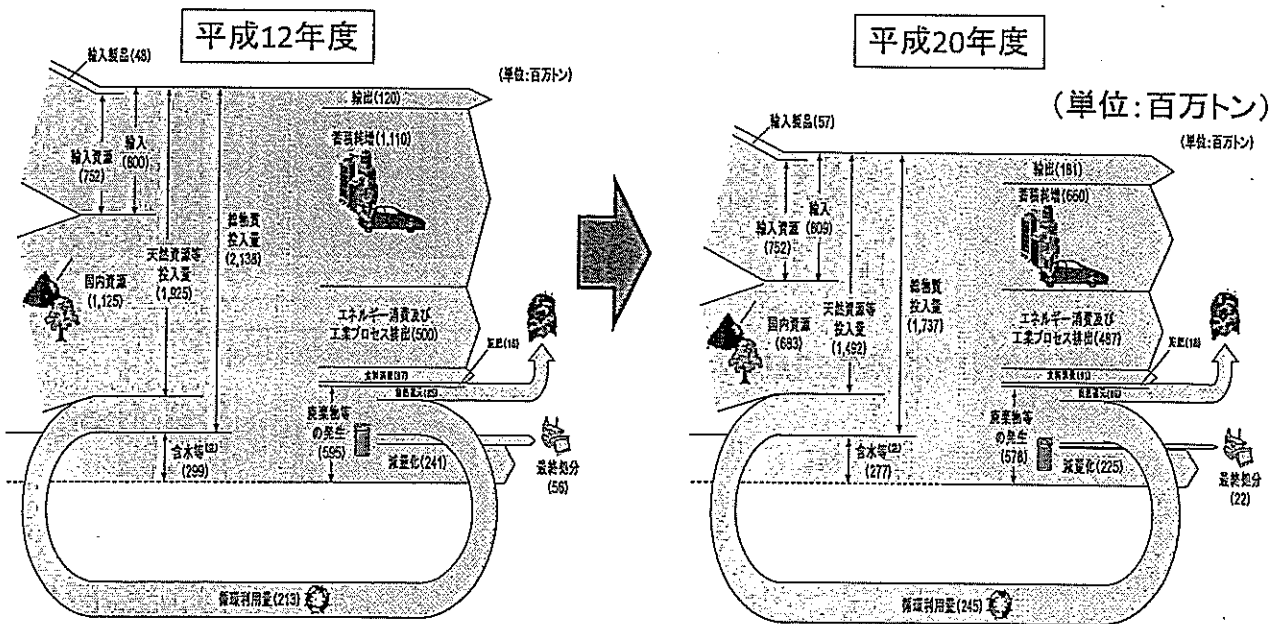 平成12年度
輸入製品(48)
(単位:百万トン)
輸出(120)
蓄積純増(1,110)
輸入
(800)
輸入資源
(752)
総物質
投入量
(2,138)
天然資源等
投入量
(1,925)
国内資源
(1,125)
エネルギー消費及び
工業プロセス排出(500)
食料消費(97)
廃棄物等
の発生
(595)
含水等(注)
(299)
減量化(241)
最終処分
(56)
循環利用量(213)
平成20年度
(単位:百万トン)
(単位:百万トン)
輸入製品(57)
輸出(181)
蓄積純増(660)
輸入
(809)
輸入資源
(752)
総物質
投入量
(1,737)
天然資源等
投入量
(1,492)
国内資源
(683)
エネルギー消費及び
工業プロセス排出(487)
廃棄物等
の発生
含水等(注)
(277)
減量化(225)
最終処分
(22)
循環利用量(245)